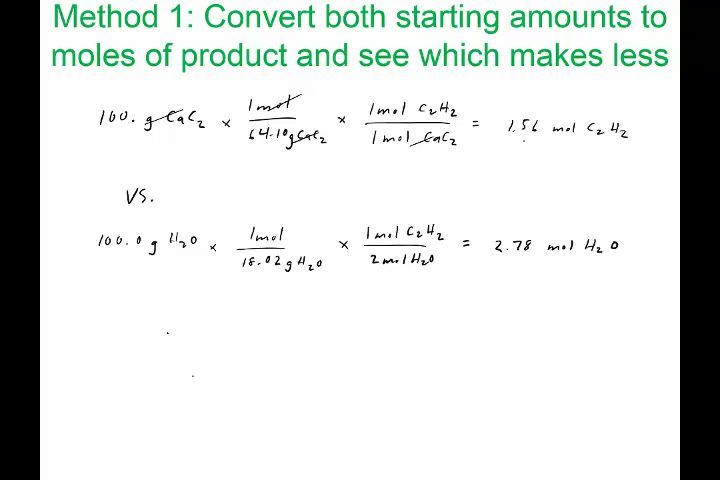 Method 1: Convert both starting amounts to
moles of product and see which makes less
100. g CaC₂ × 1 mol / 64.10 g CaC₂ × 1 mol C₂H₂ / 1 mol CaC₂ = 1.56 mol C₂H₂
VS.
100.0 g H₂O × 1 mol / 18.02 g H₂O × 1 mol C₂H₂ / 2 mol H₂O = 2.78 mol H₂O